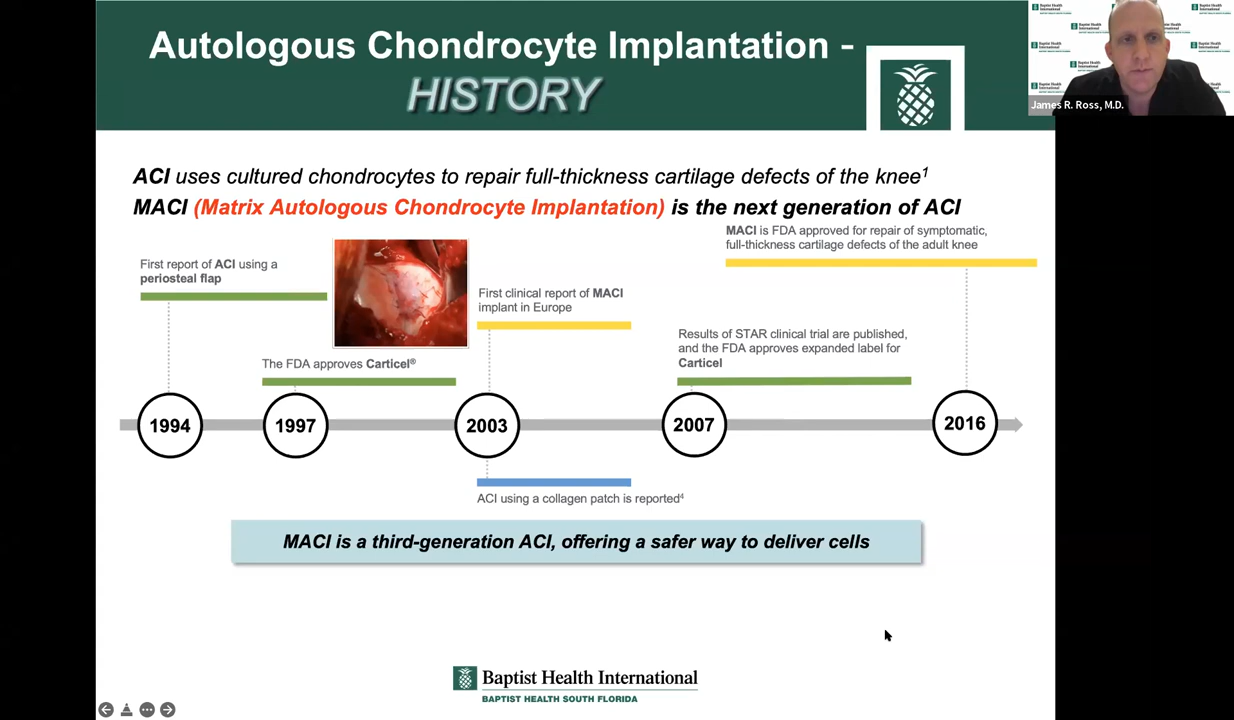 Autologous Chondrocyte Implantation -
HISTORY
James R. Ross, M.D.
ACI uses cultured chondrocytes to repair full-thickness cartilage defects of the knee1
MACI (Matrix Autologous Chondrocyte Implantation) is the next generation of ACI
MACI is FDA approved for repair of symptomatic,
full-thickness cartilage defects of the adult knee
First report of ACI using a
periosteal flap
First clinical report of MACI
implant in Europe
Results of STAR clinical trial are published,
and the FDA approves expanded label for
Carticel
The FDA approves Carticel®
1994
1997
2003
2007
2016
ACI using a collagen patch is reported4
MACI is a third-generation ACI, offering a safer way to deliver cells
Baptist Health International
BAPTIST HEALTH SOUTH FLORIDA